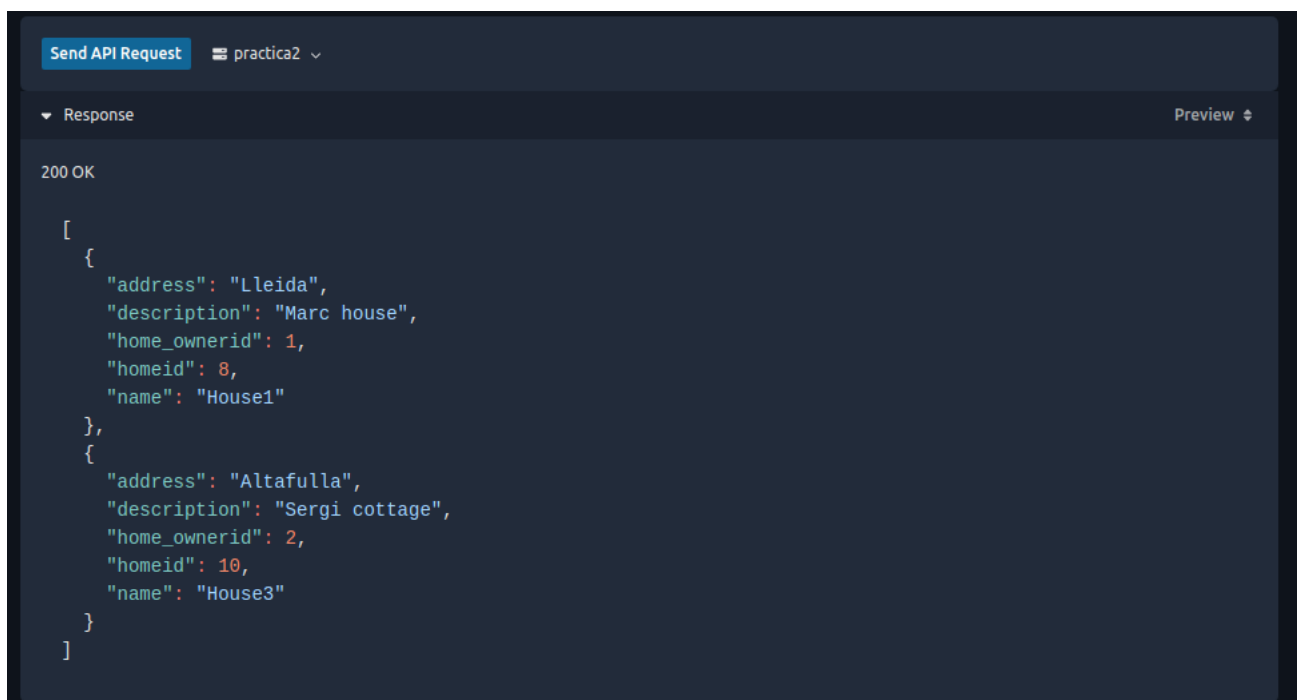 Send API Request practica2
Response Preview
200 OK
[
{
"address": "Lleida",
"description": "Marc house",
"home_ownerid": 1,
"homeid": 8,
"name": "House1"
},
{
"address": "Altafulla",
"description": "Sergi cottage",
"home_ownerid": 2,
"homeid": 10,
"name": "House3"
}
]